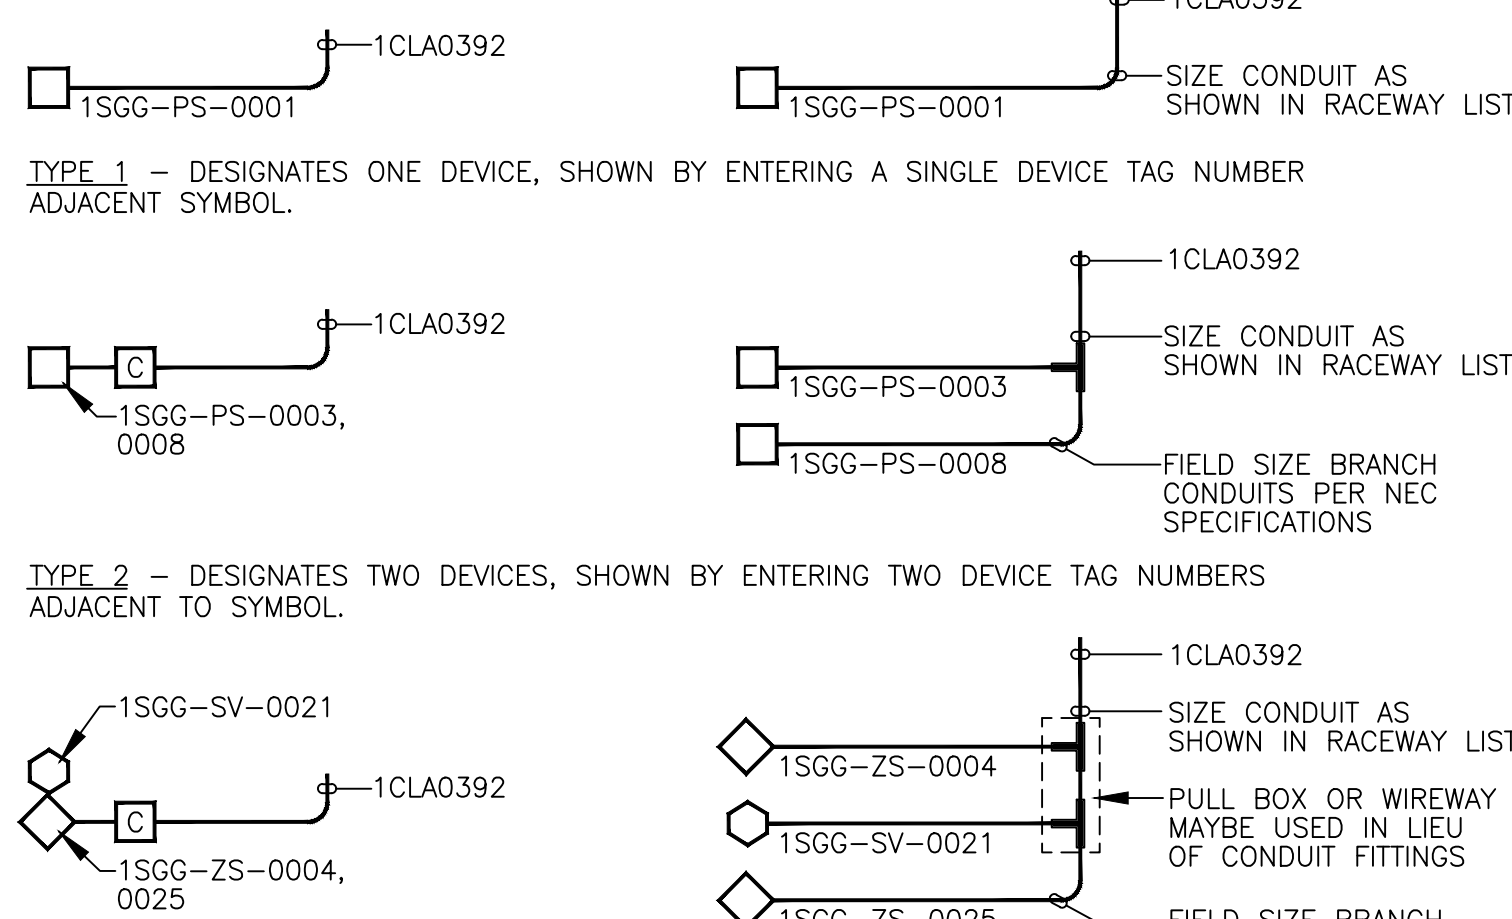 1CLA0392
1SGG-PS-0001
1CLA0392
SIZE CONDUIT AS
SHOWN IN RACEWAY LIST
1SGG-PS-0001
TYPE 1 - DESIGNATES ONE DEVICE, SHOWN BY ENTERING A SINGLE DEVICE TAG NUMBER
ADJACENT SYMBOL.
1CLA0392
C
1SGG-PS-0003,
0008
1CLA0392
SIZE CONDUIT AS
SHOWN IN RACEWAY LIST
1SGG-PS-0003
1SGG-PS-0008
FIELD SIZE BRANCH
CONDUITS PER NEC
SPECIFICATIONS
TYPE 2 - DESIGNATES TWO DEVICES, SHOWN BY ENTERING TWO DEVICE TAG NUMBERS
ADJACENT TO SYMBOL.
1SGG-SV-0021
1CLA0392
C
1SGG-ZS-0004,
0025
1CLA0392
SIZE CONDUIT AS
SHOWN IN RACEWAY LIST
1SGG-ZS-0004
PULL BOX OR WIREWAY
MAYBE USED IN LIEU
OF CONDUIT FITTINGS
1SGG-SV-0021
1SGG-ZS-0025
FIELD SIZE BRANCH